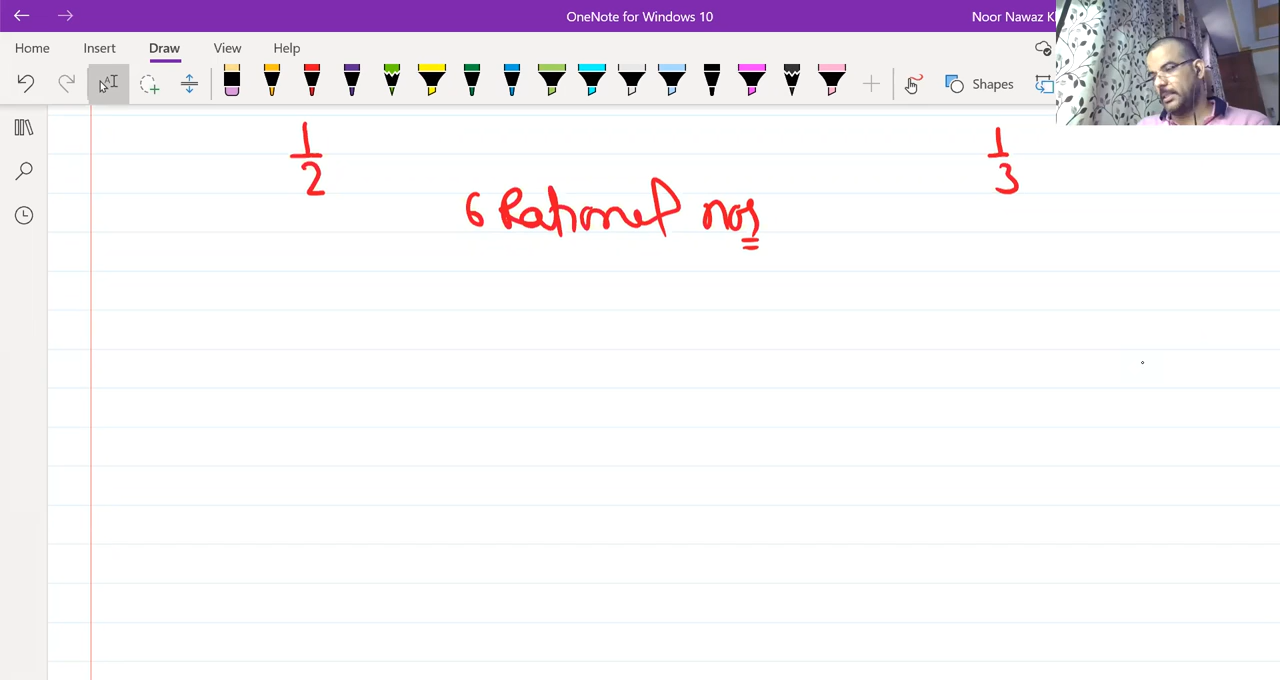 OneNote for Windows 10
Noor Nawaz K
Home Insert Draw View Help
Shapes
1/2 1/3
6 Rational nos